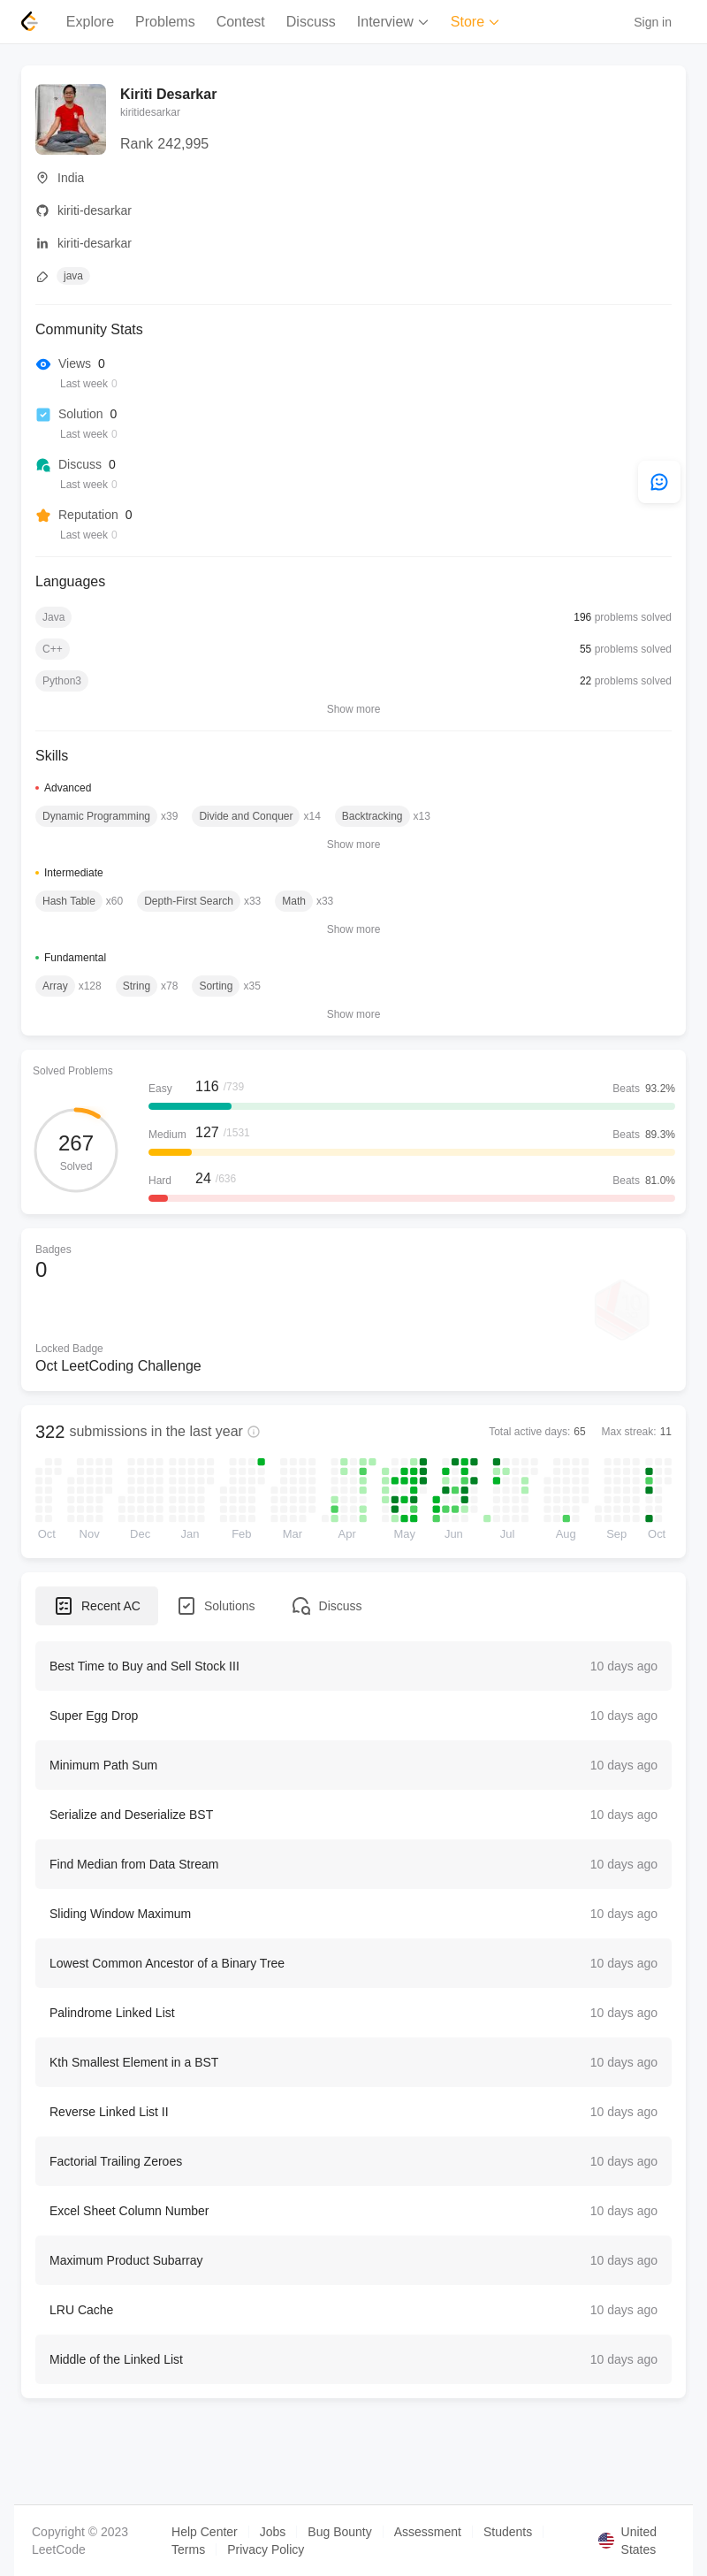 Explore Problems Contest Discuss Interview Store Sign in
Kiriti Desarkar
kiritidesarkar
Rank 242,995
India
kiriti-desarkar
kiriti-desarkar
java
Community Stats
Views 0
Last week 0
Solution 0
Last week 0
Discuss 0
Last week 0
Reputation 0
Last week 0
Languages
Java 196 problems solved
C++ 55 problems solved
Python3 22 problems solved
Show more
Skills
Advanced
Dynamic Programming x39 Divide and Conquer x14 Backtracking x13
Show more
Intermediate
Hash Table x60 Depth-First Search x33 Math x33
Show more
Fundamental
Array x128 String x78 Sorting x35
Show more
Solved Problems
267
Solved
Easy 116 /739 Beats 93.2%
Medium 127 /1531 Beats 89.3%
Hard 24 /636 Beats 81.0%
Badges
0
Locked Badge
Oct LeetCoding Challenge
322 submissions in the last year Total active days: 65 Max streak: 11
Oct Nov Dec Jan Feb Mar Apr May Jun Jul Aug Sep Oct
Recent AC Solutions Discuss
Best Time to Buy and Sell Stock III 10 days ago
Super Egg Drop 10 days ago
Minimum Path Sum 10 days ago
Serialize and Deserialize BST 10 days ago
Find Median from Data Stream 10 days ago
Sliding Window Maximum 10 days ago
Lowest Common Ancestor of a Binary Tree 10 days ago
Palindrome Linked List 10 days ago
Kth Smallest Element in a BST 10 days ago
Reverse Linked List II 10 days ago
Factorial Trailing Zeroes 10 days ago
Excel Sheet Column Number 10 days ago
Maximum Product Subarray 10 days ago
LRU Cache 10 days ago
Middle of the Linked List 10 days ago
Copyright © 2023 Help Center Jobs Bug Bounty Assessment Students United
LeetCode Terms Privacy Policy States